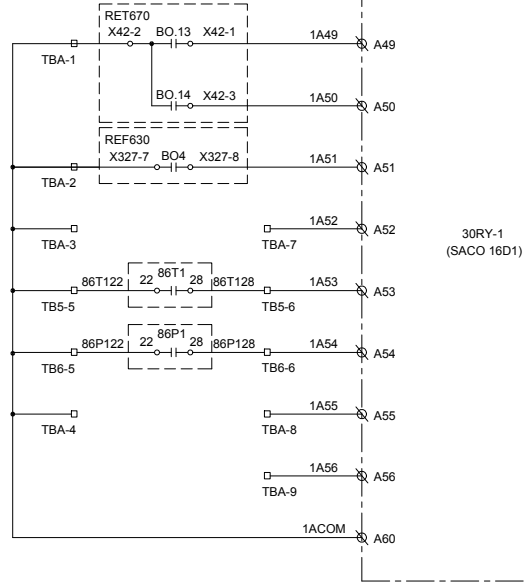 RET670
X42-2 BO.13 X42-1 1A49 A49
TBA-1
BO.14 X42-3 1A50 A50
REF630
X327-7 BO4 X327-8 1A51 A51
TBA-2
1A52 A52
TBA-3 TBA-7
30RY-1
(SACO 16D1)
86T1
86T122 22 28 86T128 1A53 A53
TB5-5 TB5-6
86P1
86P122 22 28 86P128 1A54 A54
TB6-5 TB6-6
1A55 A55
TBA-4 TBA-8
1A56 A56
TBA-9
1ACOM A60